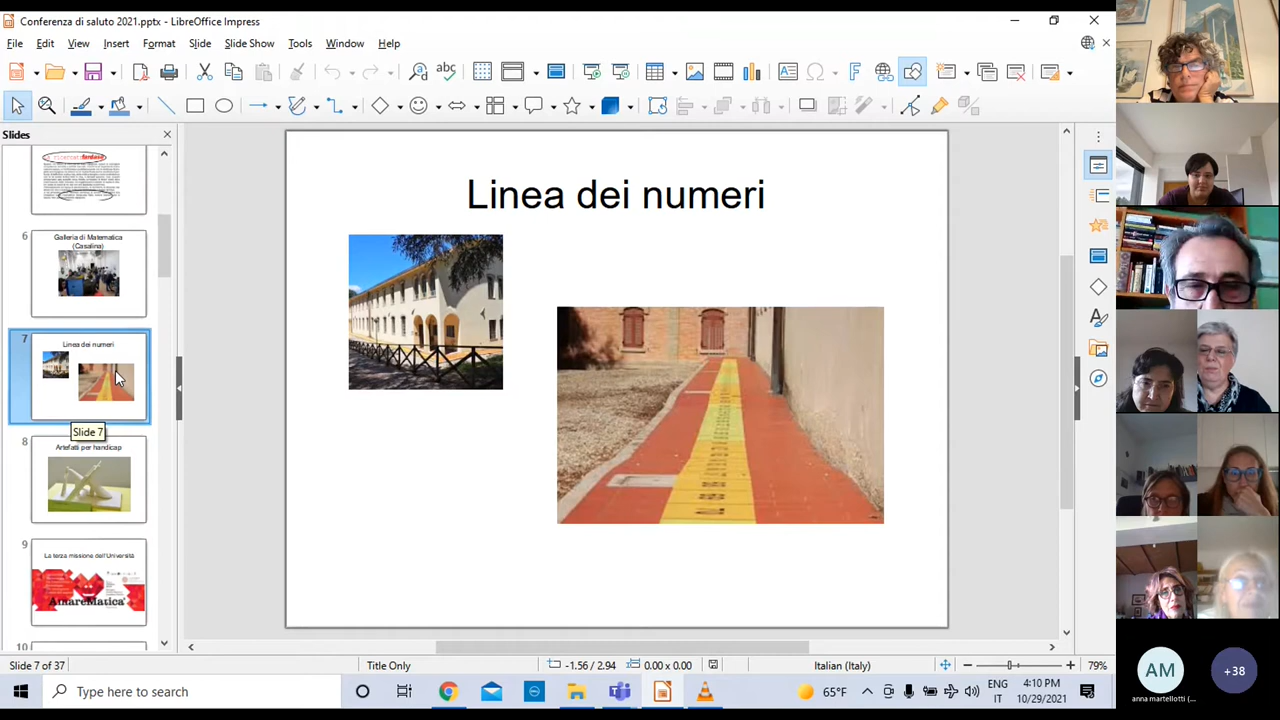 Conferenza di saluto 2021.pptx - LibreOffice Impress
File Edit View Insert Format Slide Slide Show Tools Window Help
Slides
6
Galleria di Matematica
(Casalina)
7
Linea dei numeri
Slide 7
8
Artefatti per handicap
9
La terza missione dell'Università
AmareMatica
10
Linea dei numeri
Slide 7 of 37
Title Only
-1.56 / 2.94
0.00 x 0.00
Italian (Italy)
79%
Type here to search
65°F
ENG
IT
4:10 PM
10/29/2021
AM
anna martellotti (...
+38